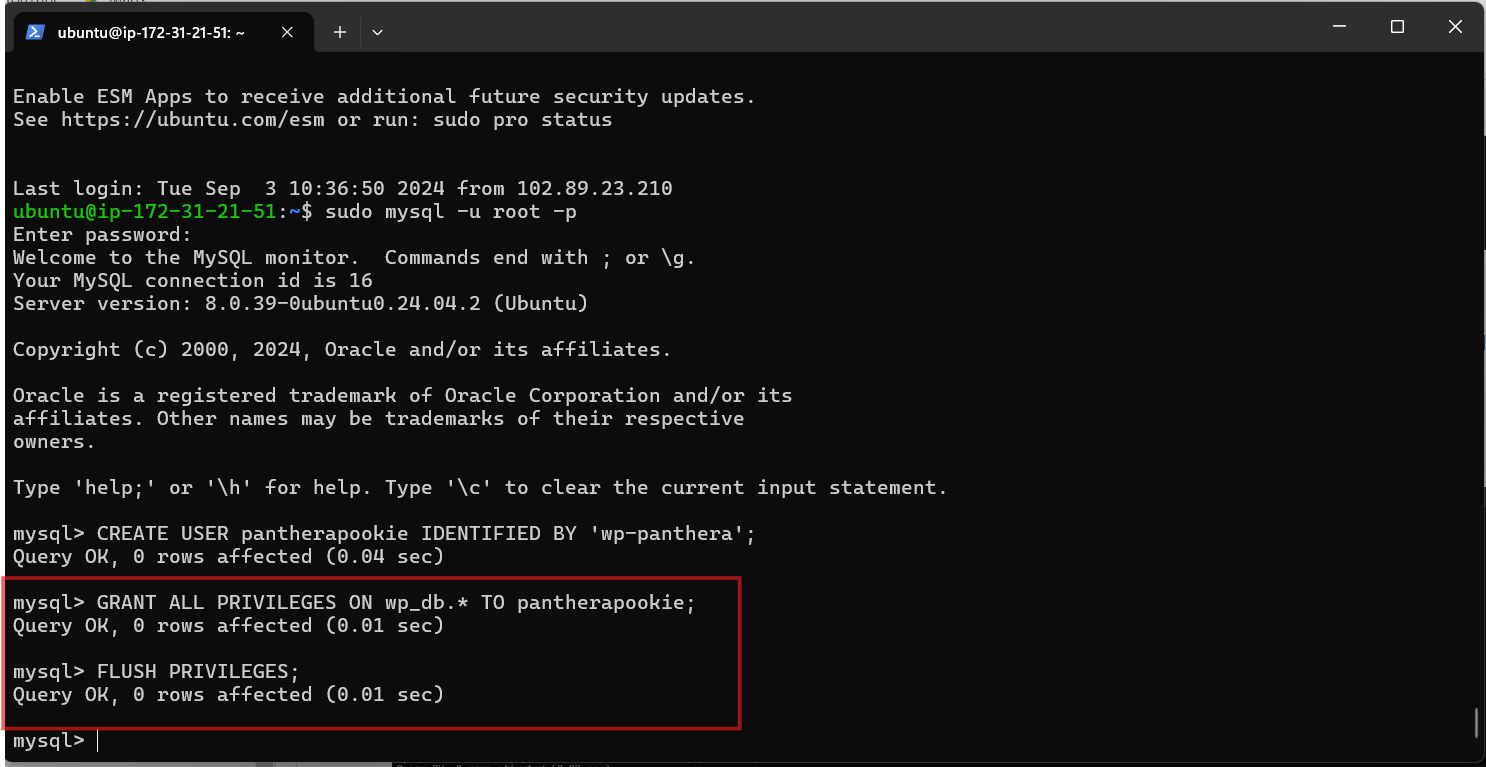 ubuntu@ip-172-31-21-51: ~
Enable ESM Apps to receive additional future security updates.
See https://ubuntu.com/esm or run: sudo pro status
Last login: Tue Sep  3 10:36:50 2024 from 102.89.23.210
ubuntu@ip-172-31-21-51:~$ sudo mysql -u root -p
Enter password:
Welcome to the MySQL monitor.  Commands end with ; or \g.
Your MySQL connection id is 16
Server version: 8.0.39-0ubuntu0.24.04.2 (Ubuntu)
Copyright (c) 2000, 2024, Oracle and/or its affiliates.
Oracle is a registered trademark of Oracle Corporation and/or its
affiliates. Other names may be trademarks of their respective
owners.
Type 'help;' or '\h' for help. Type '\c' to clear the current input statement.
mysql> CREATE USER pantherapookie IDENTIFIED BY 'wp-panthera';
Query OK, 0 rows affected (0.04 sec)
mysql> GRANT ALL PRIVILEGES ON wp_db.* TO pantherapookie;
Query OK, 0 rows affected (0.01 sec)
mysql> FLUSH PRIVILEGES;
Query OK, 0 rows affected (0.01 sec)
mysql>